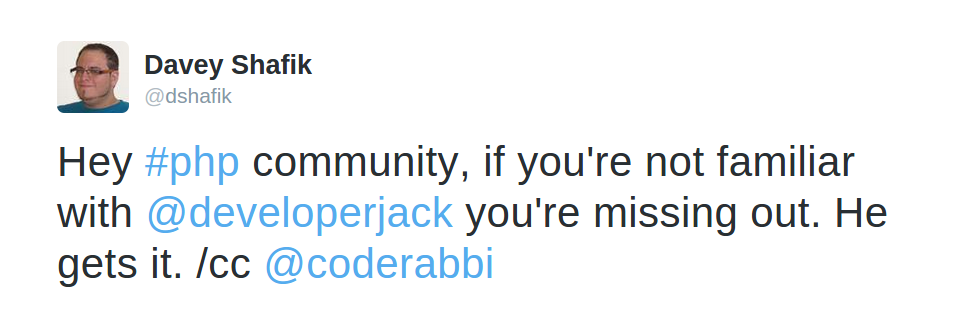 Davey Shafik
@dshafik
Hey #php community, if you're not familiar
with @developerjack you're missing out. He
gets it. /cc @coderabbi